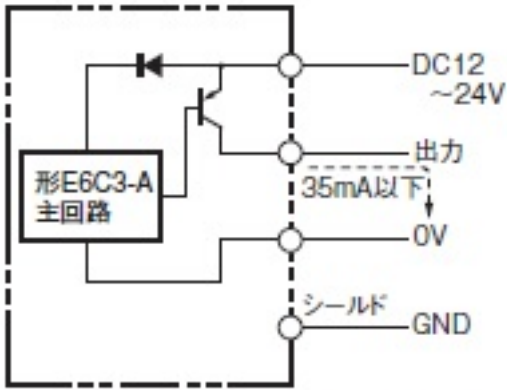 DC12
～24V
出力
形E6C3-A
主回路
35mA以下
0V
シールド
GND